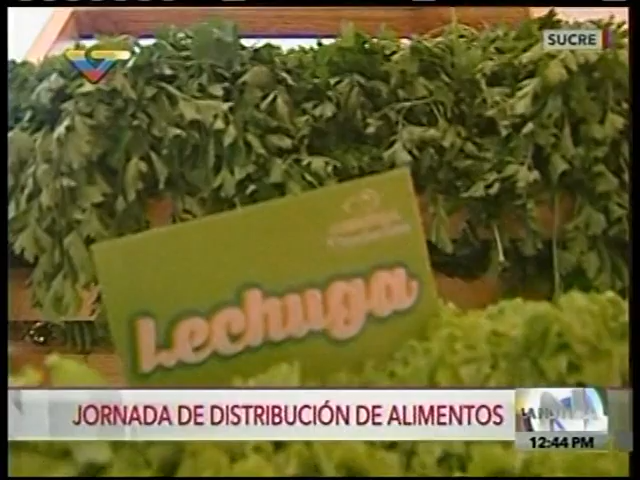 SUCRE
Lechuga
JORNADA DE DISTRIBUCIÓN DE ALIMENTOS
12:44 PM